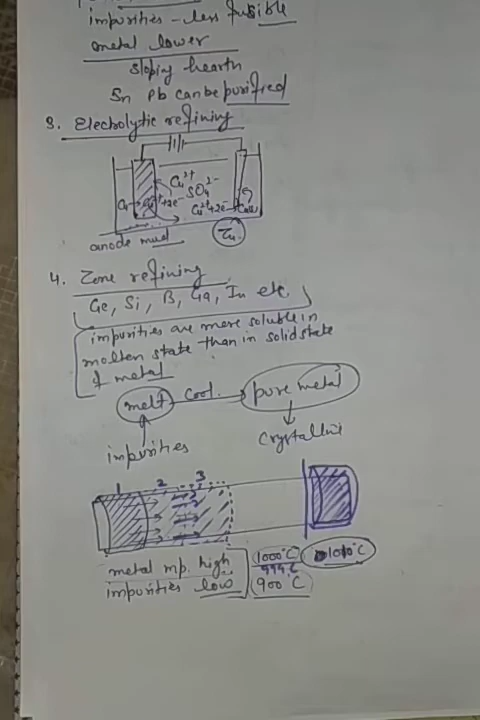 impurities - less fusible
metal lower
sloping hearth
Sn Pb can be purified
3. Electrolytic refining
Cu²⁺
SO₄²⁻
anode mud
4. Zone refining
Ge, Si, B, Ga, In etc.
impurities are more soluble in
molten state than in solid state
of metal
melt cool pure metal
impurities crystalline
1 2 3
metal mp. high 1000°C
999°C
impurities low 900°C